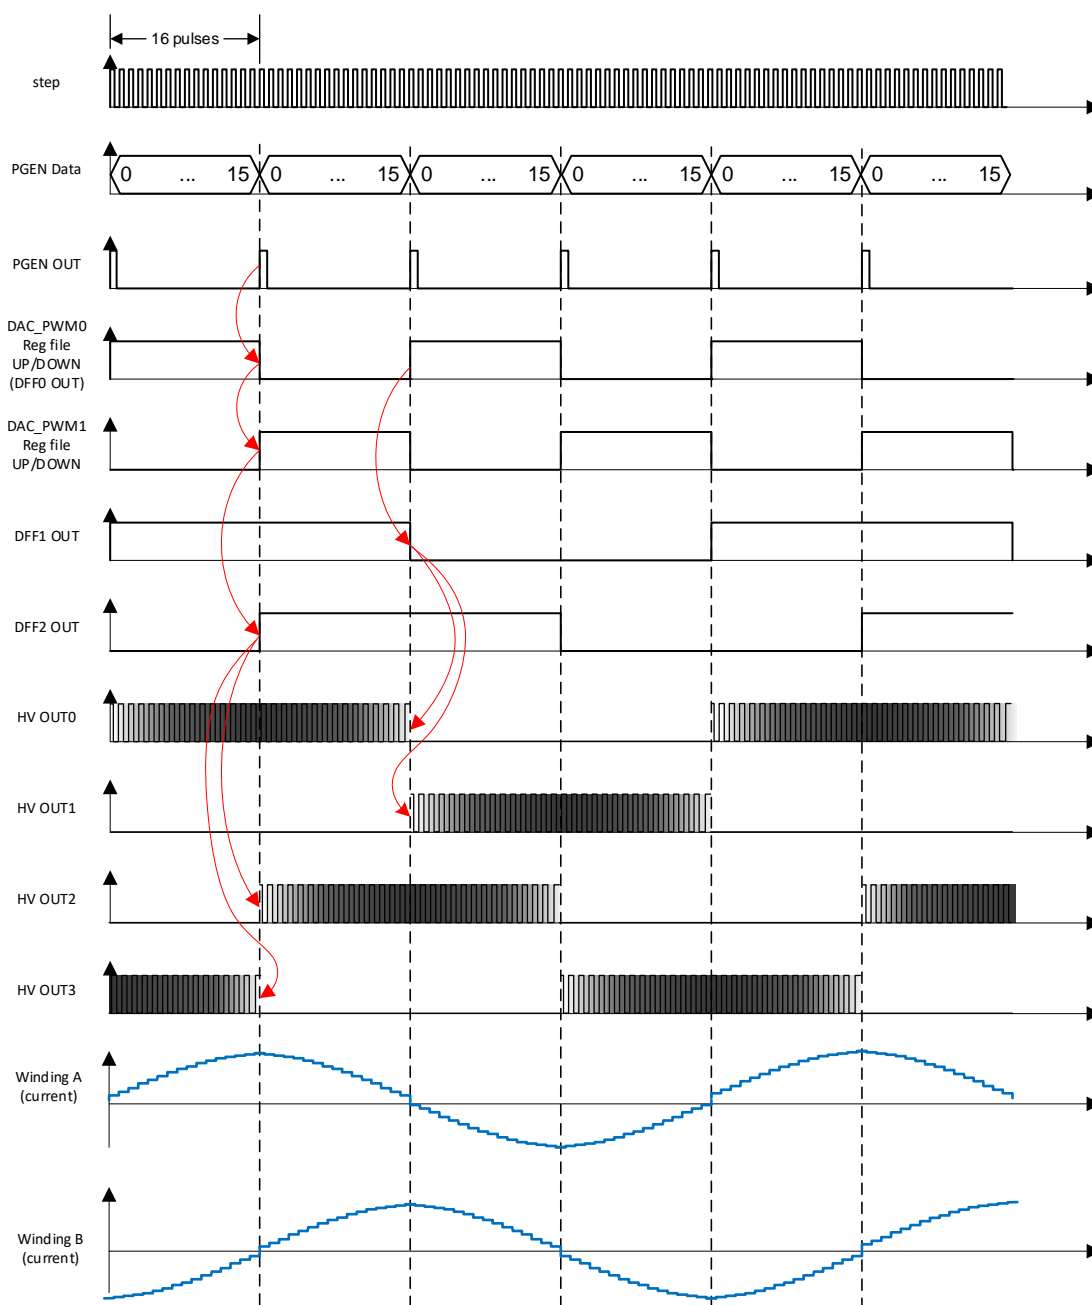 16 pulses
step
PGEN Data
0 ... 15 0 ... 15 0 ... 15 0 ... 15 0 ... 15 0 ... 15
PGEN OUT
DAC_PWM0
Reg file
UP/DOWN
(DFF0 OUT)
DAC_PWM1
Reg file
UP/DOWN
DFF1 OUT
DFF2 OUT
HV OUT0
HV OUT1
HV OUT2
HV OUT3
Winding A
(current)
Winding B
(current)